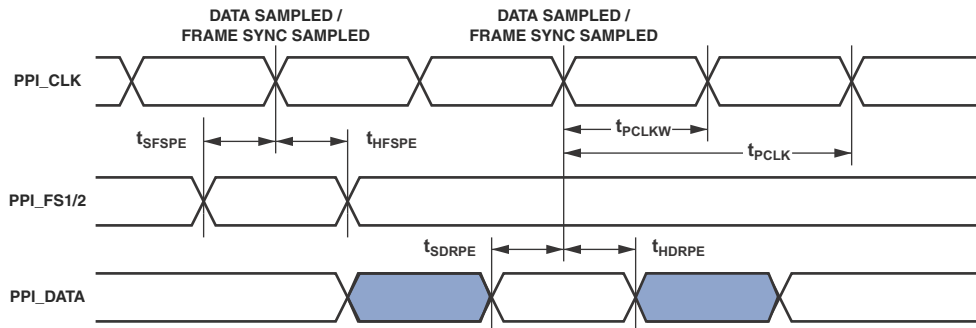 DATA SAMPLED /
FRAME SYNC SAMPLED
DATA SAMPLED /
FRAME SYNC SAMPLED
PPI_CLK
tPCLKW
tSFSPE
tHFSPE
tPCLK
PPI_FS1/2
tSDRPE
tHDRPE
PPI_DATA